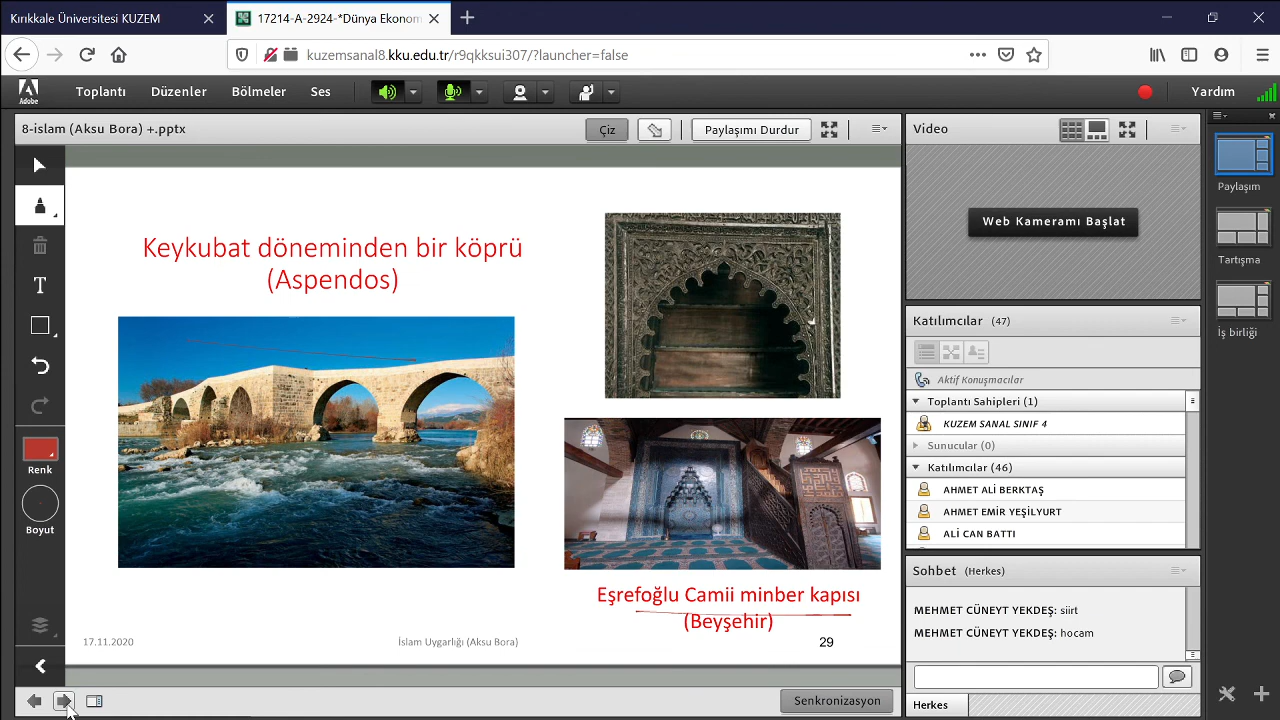 Kırıkkale Üniversitesi KUZEM
17214-A-2924-*Dünya Ekonom
kuzemsanal8.kku.edu.tr/r9qkksui307/?launcher=false
Adobe
Toplantı
Düzenler
Bölmeler
Ses
Yardım
8-islam (Aksu Bora) +.pptx
Çiz
Paylaşımı Durdur
Keykubat döneminden bir köprü
(Aspendos)
Eşrefoğlu Camii minber kapısı
(Beyşehir)
17.11.2020
İslam Uygarlığı (Aksu Bora)
29
Renk
Boyut
Senkronizasyon
Video
Web Kameramı Başlat
Katılımcılar (47)
Aktif Konuşmacılar
Toplantı Sahipleri (1)
KUZEM SANAL SINIF 4
Sunucular (0)
Katılımcılar (46)
AHMET ALİ BERKTAŞ
AHMET EMİR YEŞİLYURT
ALİ CAN BATTI
Sohbet (Herkes)
MEHMET CÜNEYT YEKDEŞ: siirt
MEHMET CÜNEYT YEKDEŞ: hocam
Herkes
Paylaşım
Tartışma
İş birliği